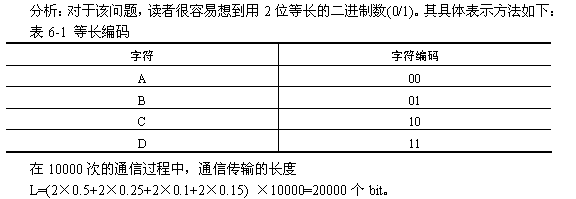 分析：对于该问题，读者很容易想到用 2 位等长的二进制数(0/1)。其具体表示方法如下：
表 6-1 等长编码
字符 字符编码
A 00
B 01
C 10
D 11
在 10000 次的通信过程中，通信传输的长度
L=(2×0.5+2×0.25+2×0.1+2×0.15) ×10000=20000 个 bit。